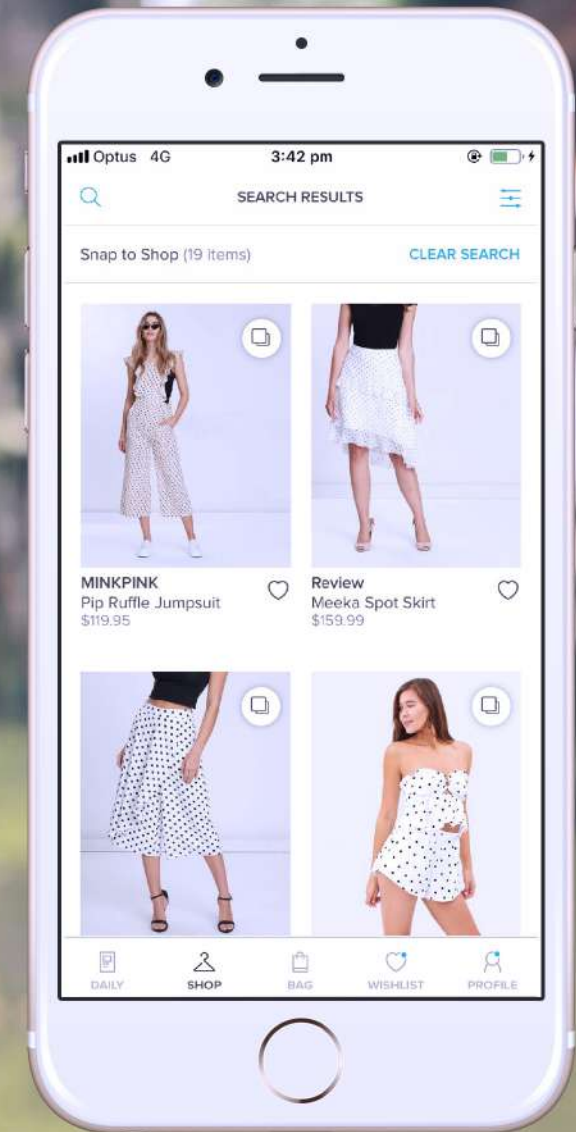 Optus 4G 3:42 pm
SEARCH RESULTS
Snap to Shop (19 items) CLEAR SEARCH
MINKPINK
Pip Ruffle Jumpsuit
$119.95
Review
Meeka Spot Skirt
$159.99
DAILY SHOP BAG WISHLIST PROFILE